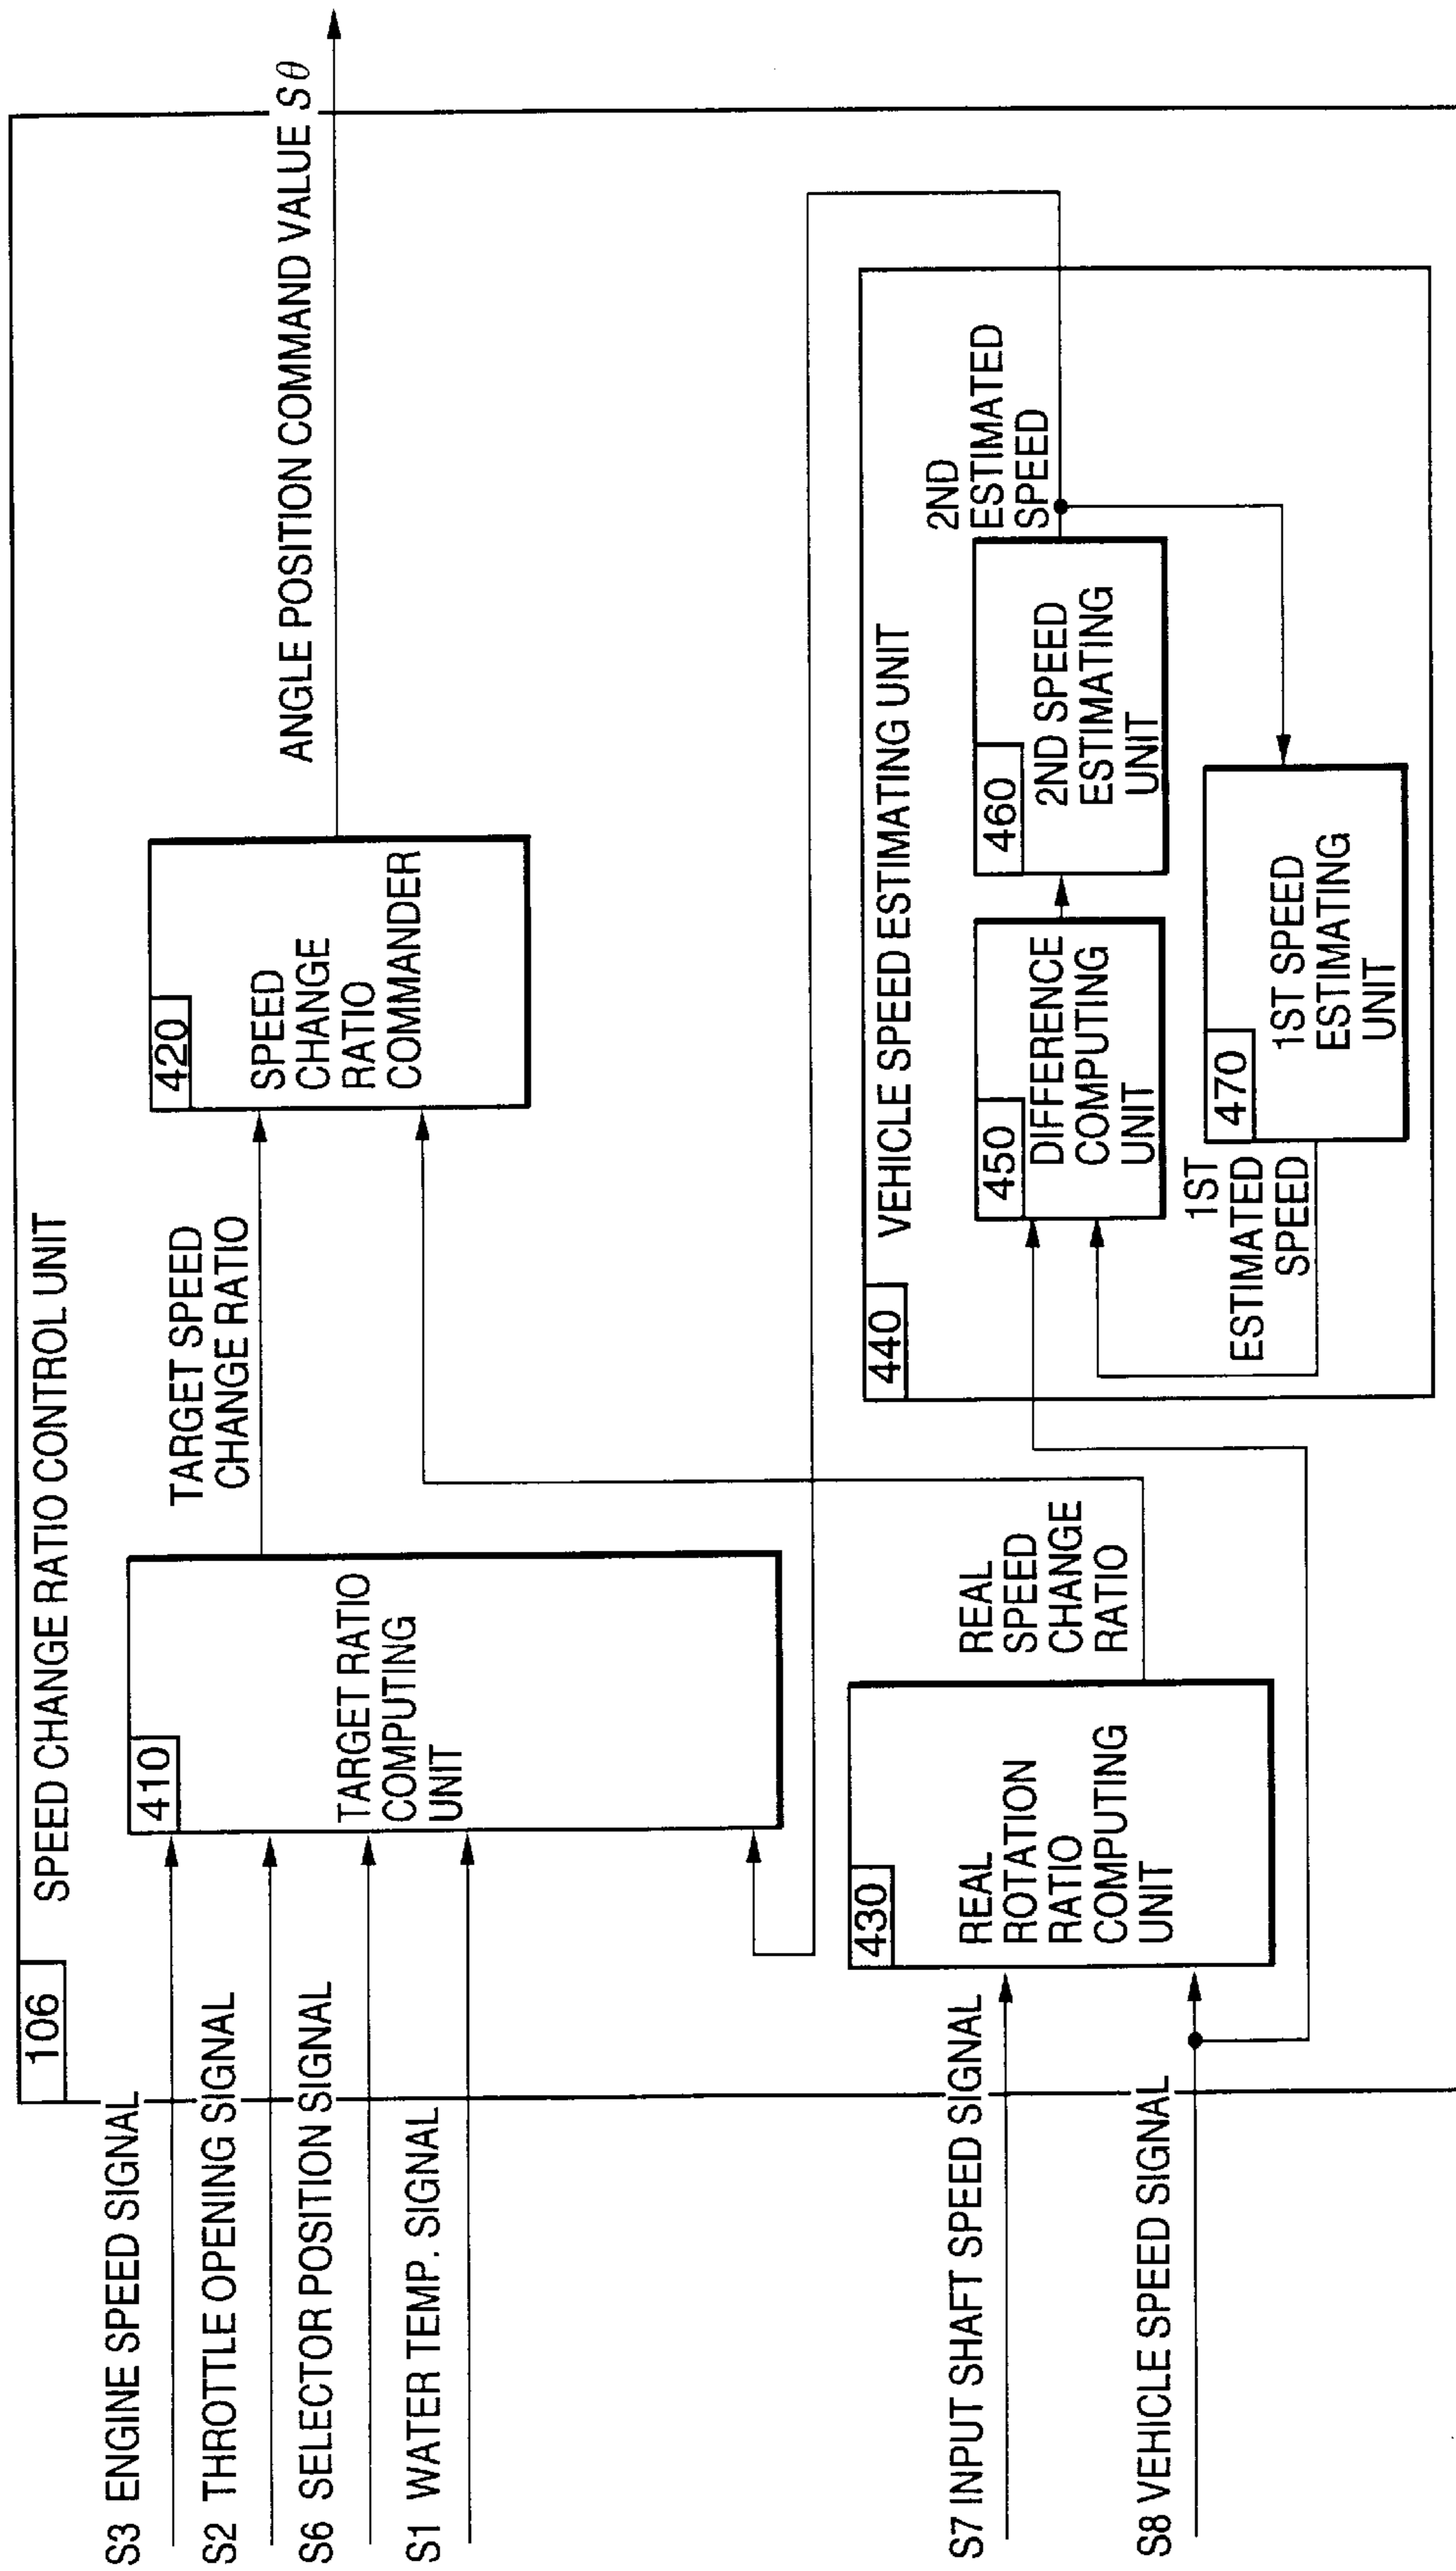 106
SPEED CHANGE RATIO CONTROL UNIT
S3 ENGINE SPEED SIGNAL
S2 THROTTLE OPENING SIGNAL
S6 SELECTOR POSITION SIGNAL
S1 WATER TEMP. SIGNAL
410
TARGET RATIO
COMPUTING
UNIT
TARGET SPEED
CHANGE RATIO
420
SPEED
CHANGE
RATIO
COMMANDER
ANGLE POSITION COMMAND VALUE Sθ
S7 INPUT SHAFT SPEED SIGNAL
S8 VEHICLE SPEED SIGNAL
430
REAL
ROTATION
RATIO
COMPUTING
UNIT
REAL
SPEED
CHANGE
RATIO
440
VEHICLE SPEED ESTIMATING UNIT
450
DIFFERENCE
COMPUTING
UNIT
460
2ND SPEED
ESTIMATING
UNIT
2ND
ESTIMATED
SPEED
1ST
ESTIMATED
SPEED
470
1ST SPEED
ESTIMATING
UNIT